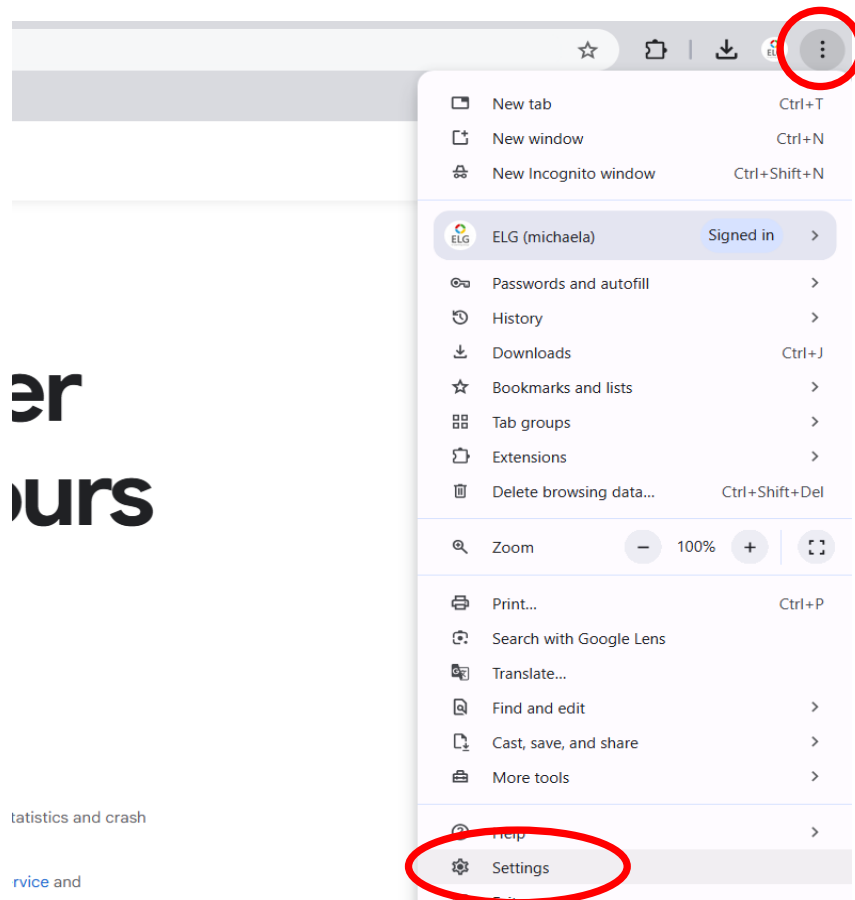 New tab Ctrl+T
New window Ctrl+N
New Incognito window Ctrl+Shift+N
ELG ELG (michaela) Signed in
Passwords and autofill
History
Downloads Ctrl+J
Bookmarks and lists
Tab groups
Extensions
Delete browsing data... Ctrl+Shift+Del
Zoom 100%
Print... Ctrl+P
Search with Google Lens
Translate...
Find and edit
Cast, save, and share
More tools
Help
Settings
er
ours
tatistics and crash
rvice and